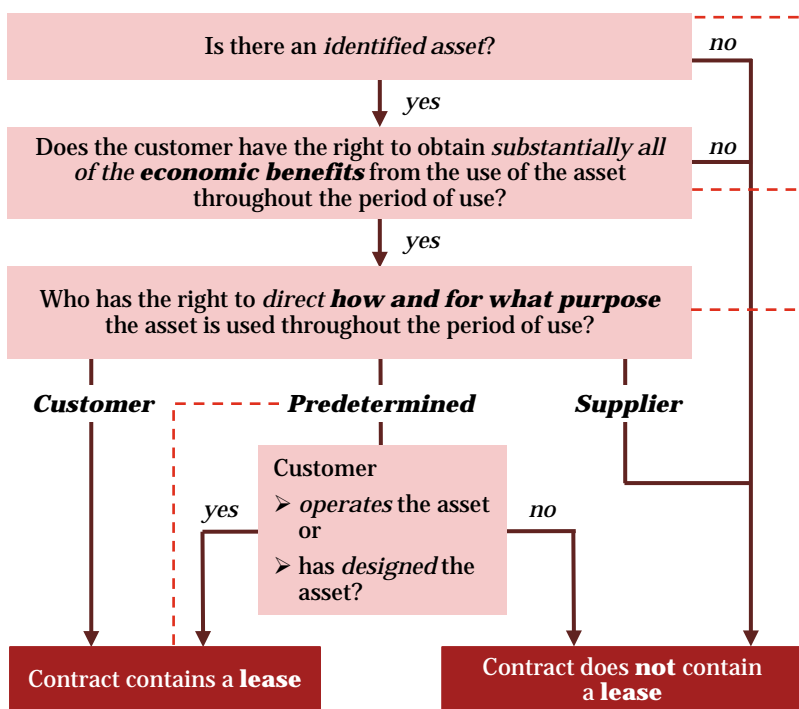 Is there an identified asset?
no
yes
Does the customer have the right to obtain substantially all
of the economic benefits from the use of the asset
throughout the period of use?
no
yes
Who has the right to direct how and for what purpose
the asset is used throughout the period of use?
Customer
Predetermined
Supplier
Customer
➢ operates the asset
or
➢ has designed the
asset?
yes
no
Contract contains a lease
Contract does not contain
a lease